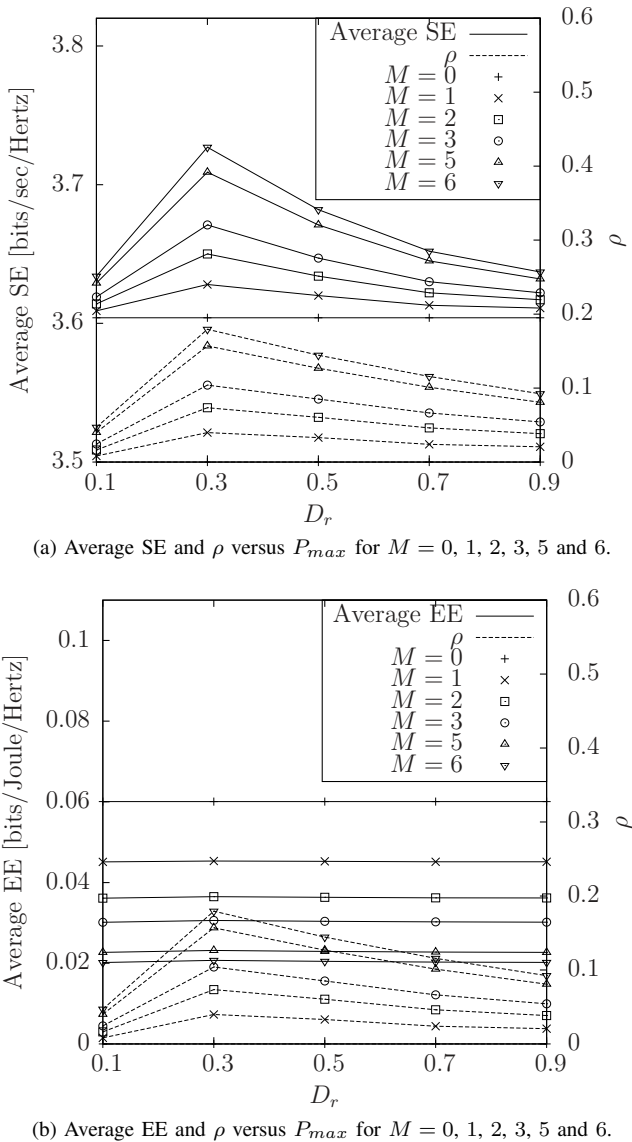 3.8
3.7
3.6
3.5
Average SE [bits/sec/Hertz]
Average SE
ρ
M = 0
M = 1
M = 2
M = 3
M = 5
M = 6
0.6
0.5
0.4
0.3
0.2
0.1
0
ρ
0.1 0.3 0.5 0.7 0.9
D_r
(a) Average SE and ρ versus P_max for M = 0, 1, 2, 3, 5 and 6.
0.1
0.08
0.06
0.04
0.02
0
Average EE [bits/Joule/Hertz]
Average EE
ρ
M = 0
M = 1
M = 2
M = 3
M = 5
M = 6
0.6
0.5
0.4
0.3
0.2
0.1
0
ρ
0.1 0.3 0.5 0.7 0.9
D_r
(b) Average EE and ρ versus P_max for M = 0, 1, 2, 3, 5 and 6.